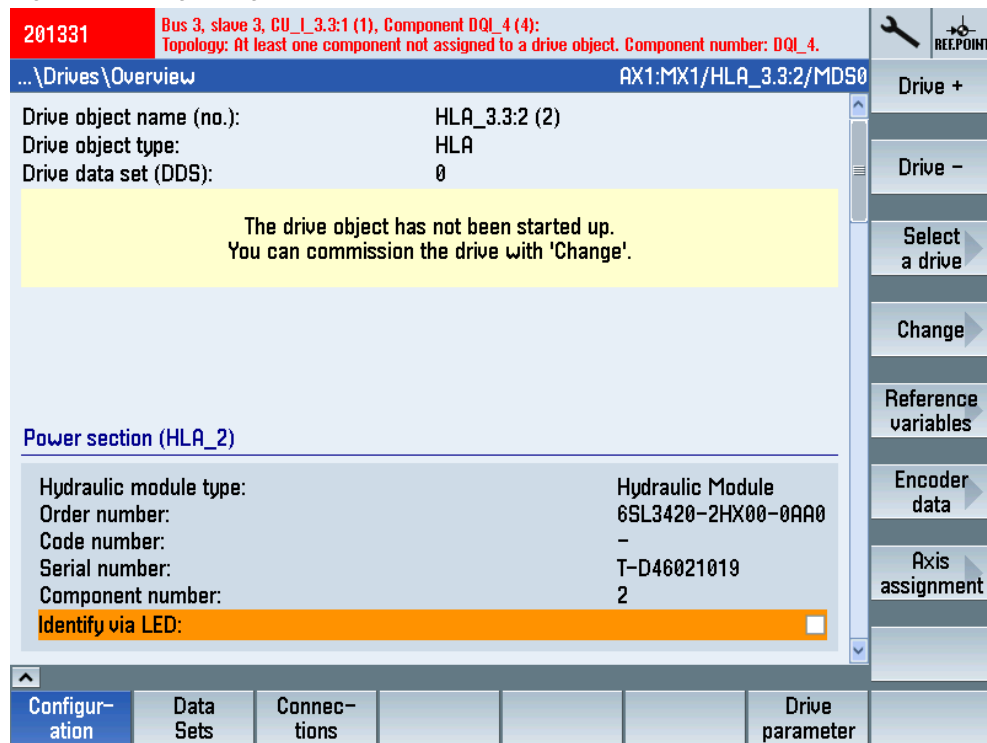 201331
Bus 3, slave 3, CU_I_3.3:1 (1), Component DQI_4 (4):
Topology: At least one component not assigned to a drive object. Component number: DQI_4.
REF.POINT
...\Drives\Overview AX1:MX1/HLA_3.3:2/MDS0
Drive object name (no.): HLA_3.3:2 (2)
Drive object type: HLA
Drive data set (DDS): 0
The drive object has not been started up.
You can commission the drive with 'Change'.
Power section (HLA_2)
Hydraulic module type: Hydraulic Module
Order number: 6SL3420-2HX00-0AA0
Code number: -
Serial number: T-D46021019
Component number: 2
Identify via LED:
Drive +
Drive -
Select
a drive
Change
Reference
variables
Encoder
data
Axis
assignment
Configur-
ation
Data
Sets
Connec-
tions
Drive
parameter